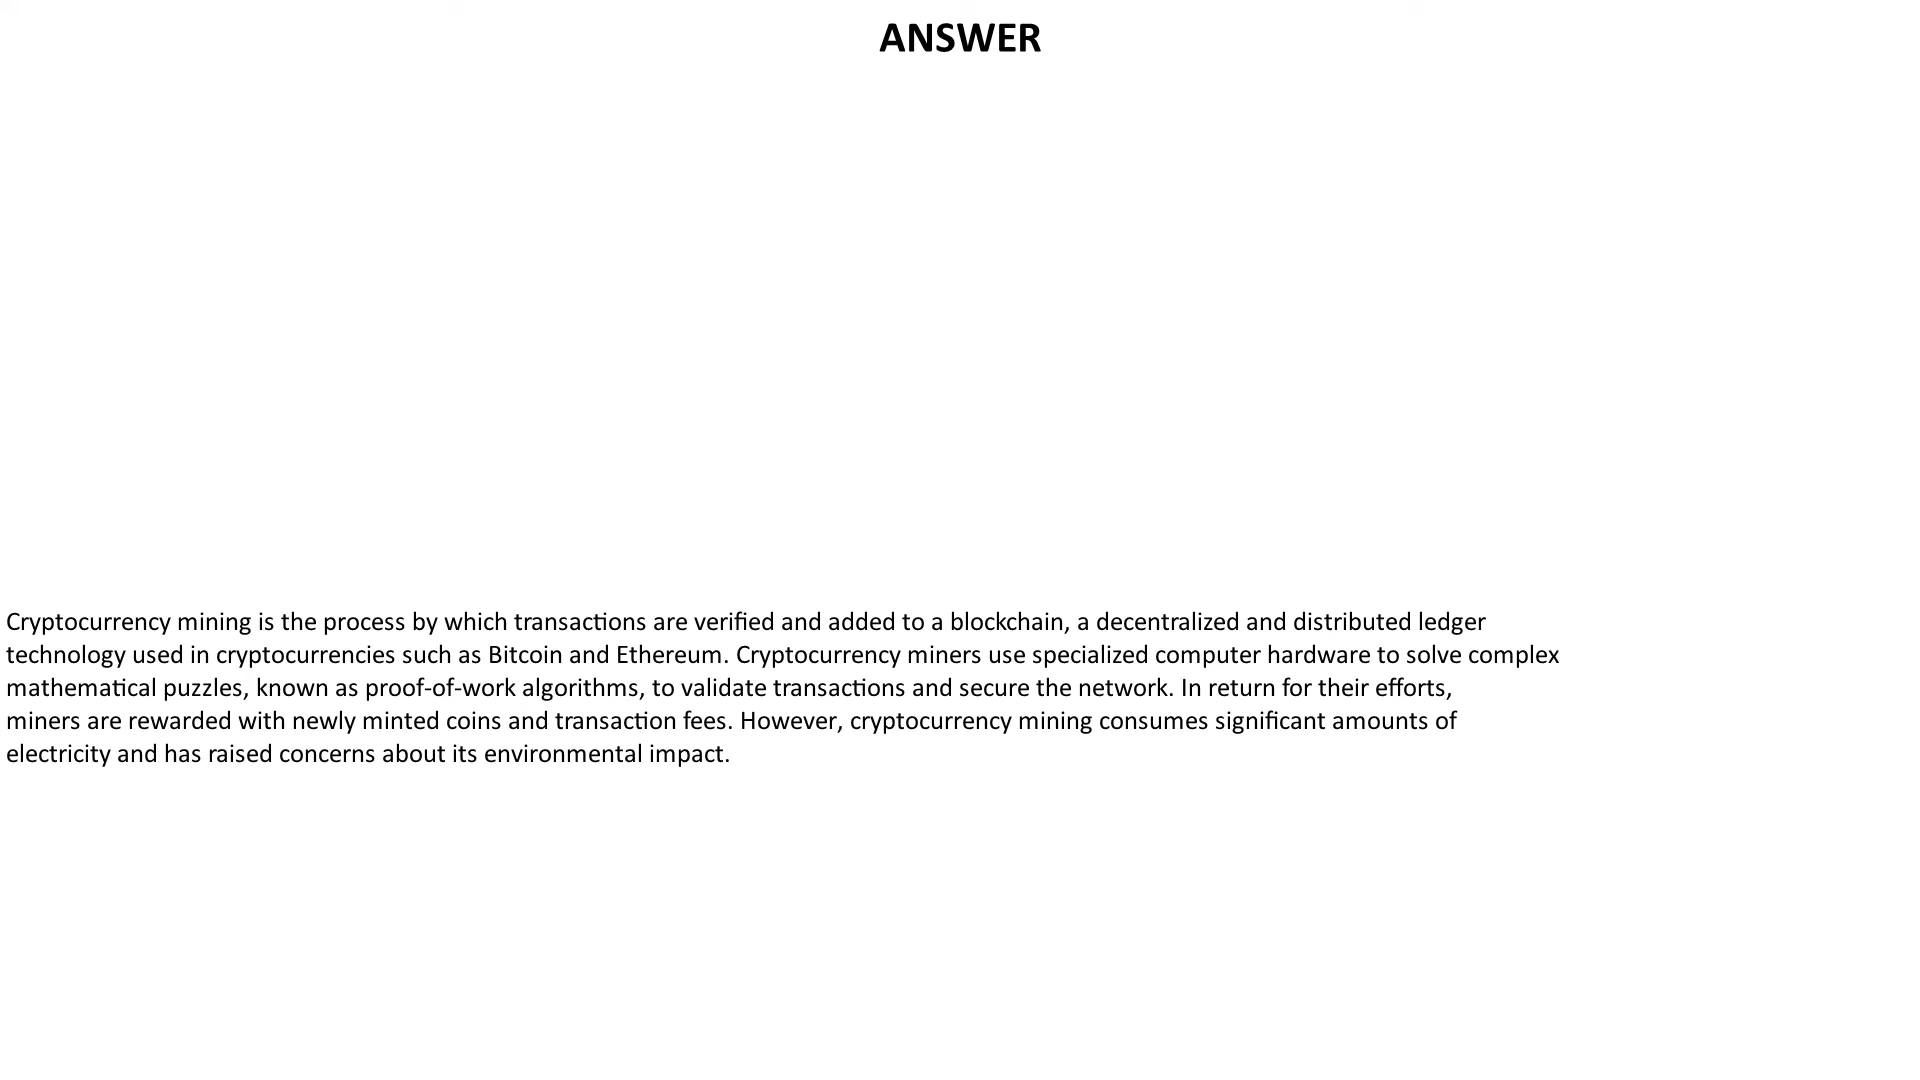 ANSWER
Cryptocurrency mining is the process by which transactions are verified and added to a blockchain, a decentralized and distributed ledger
technology used in cryptocurrencies such as Bitcoin and Ethereum. Cryptocurrency miners use specialized computer hardware to solve complex
mathematical puzzles, known as proof-of-work algorithms, to validate transactions and secure the network. In return for their efforts,
miners are rewarded with newly minted coins and transaction fees. However, cryptocurrency mining consumes significant amounts of
electricity and has raised concerns about its environmental impact.